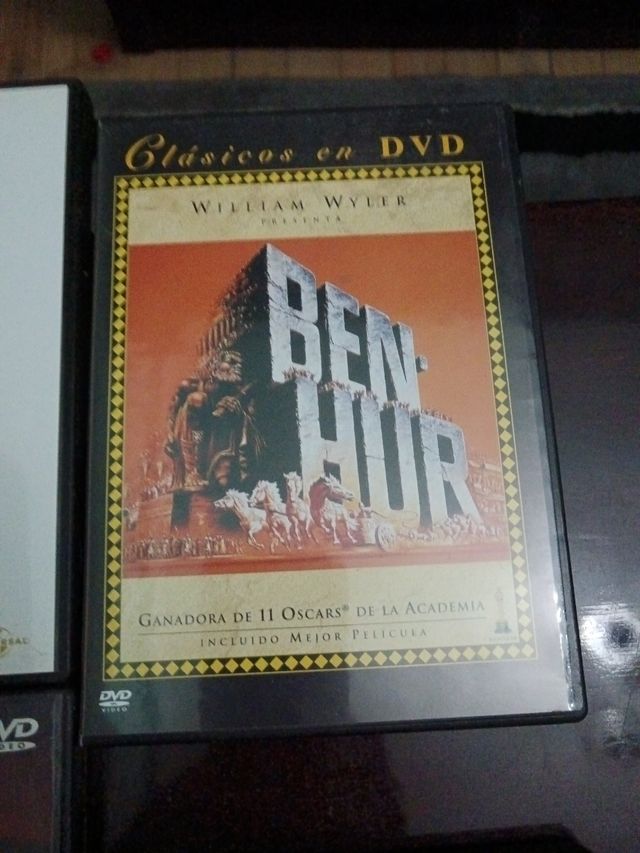 Clásicos en DVD
WILLIAM WYLER
PRESENTA
BEN-
HUR
GANADORA DE 11 OSCARS® DE LA ACADEMIA
INCLUIDO MEJOR PELICULA
DVD
VIDEO